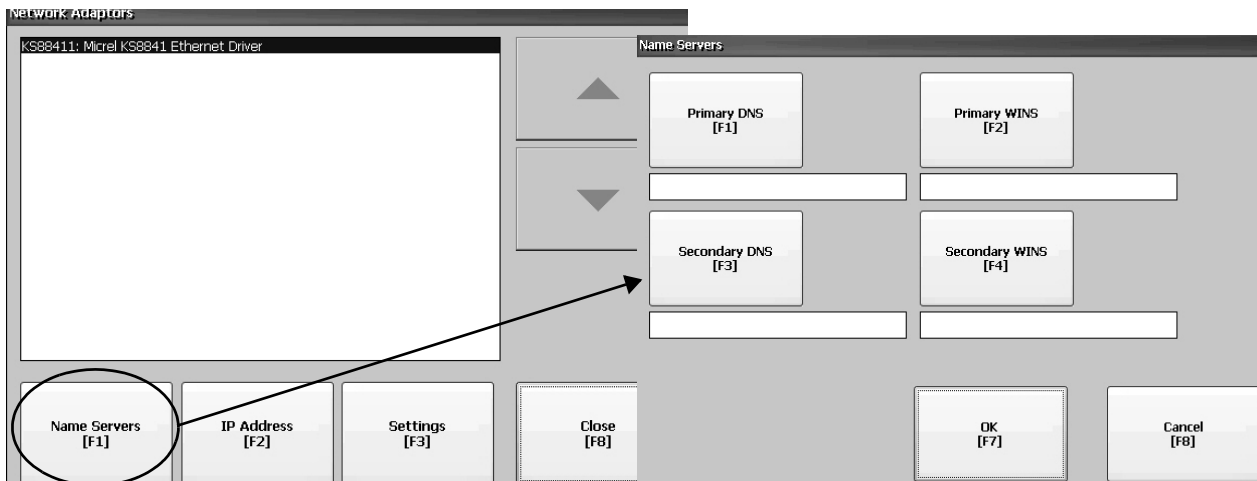 Network Adaptors
KS88411: Micrel KS8841 Ethernet Driver
Name Servers
[F1]
IP Address
[F2]
Settings
[F3]
Close
[F8]
Name Servers
Primary DNS
[F1]
Primary WINS
[F2]
Secondary DNS
[F3]
Secondary WINS
[F4]
OK
[F7]
Cancel
[F8]